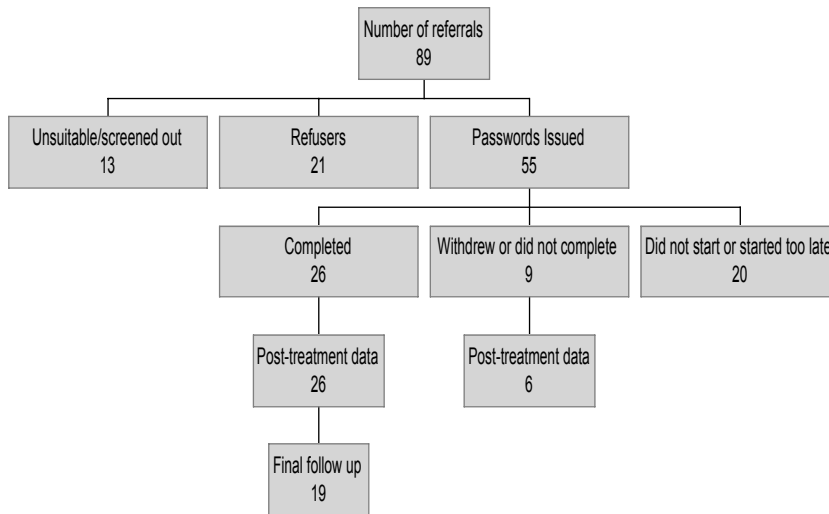 Number of referrals
89
Unsuitable/screened out
13
Refusers
21
Passwords Issued
55
Completed
26
Withdrew or did not complete
9
Did not start or started too late
20
Post-treatment data
26
Post-treatment data
6
Final follow up
19